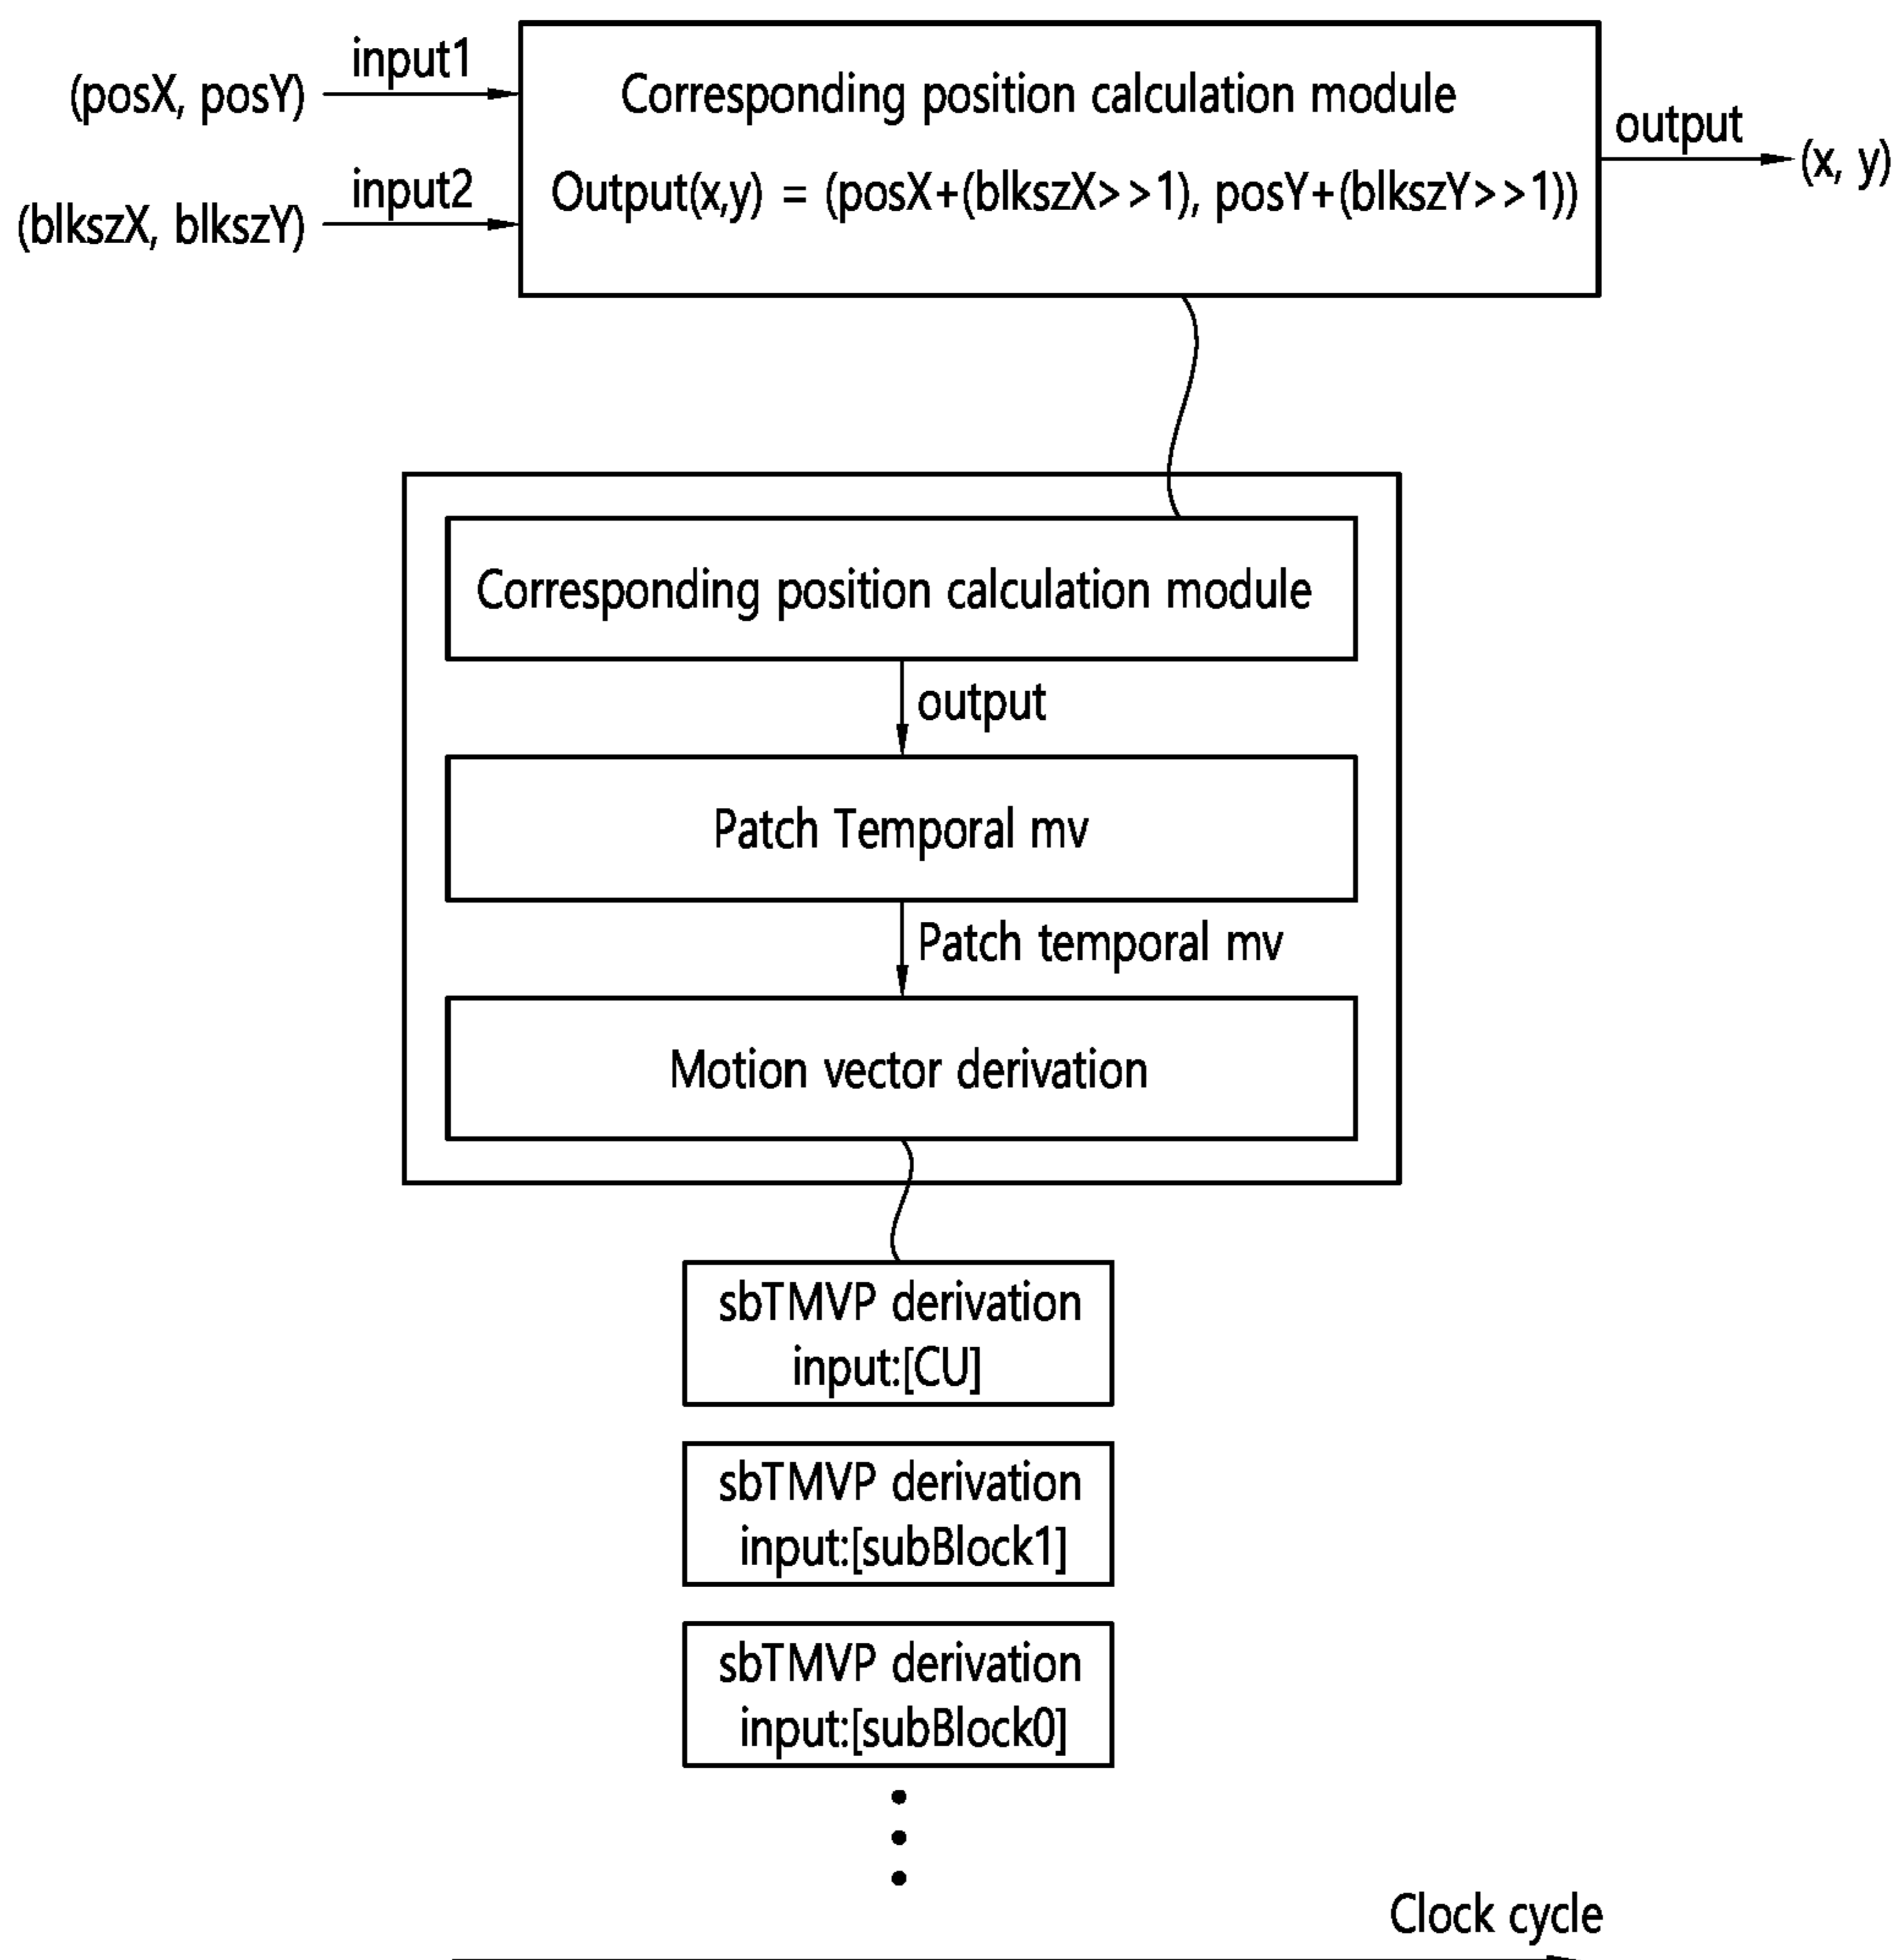 input1
(posX, posY)
input2
(blkszX, blkszY)
Corresponding position calculation module
Output(x,y) = (posX+(blkszX>>1), posY+(blkszY>>1))
output
(x, y)
Corresponding position calculation module
output
Patch Temporal mv
Patch temporal mv
Motion vector derivation
sbTMVP derivation
input:[CU]
sbTMVP derivation
input:[subBlock1]
sbTMVP derivation
input:[subBlock0]
Clock cycle